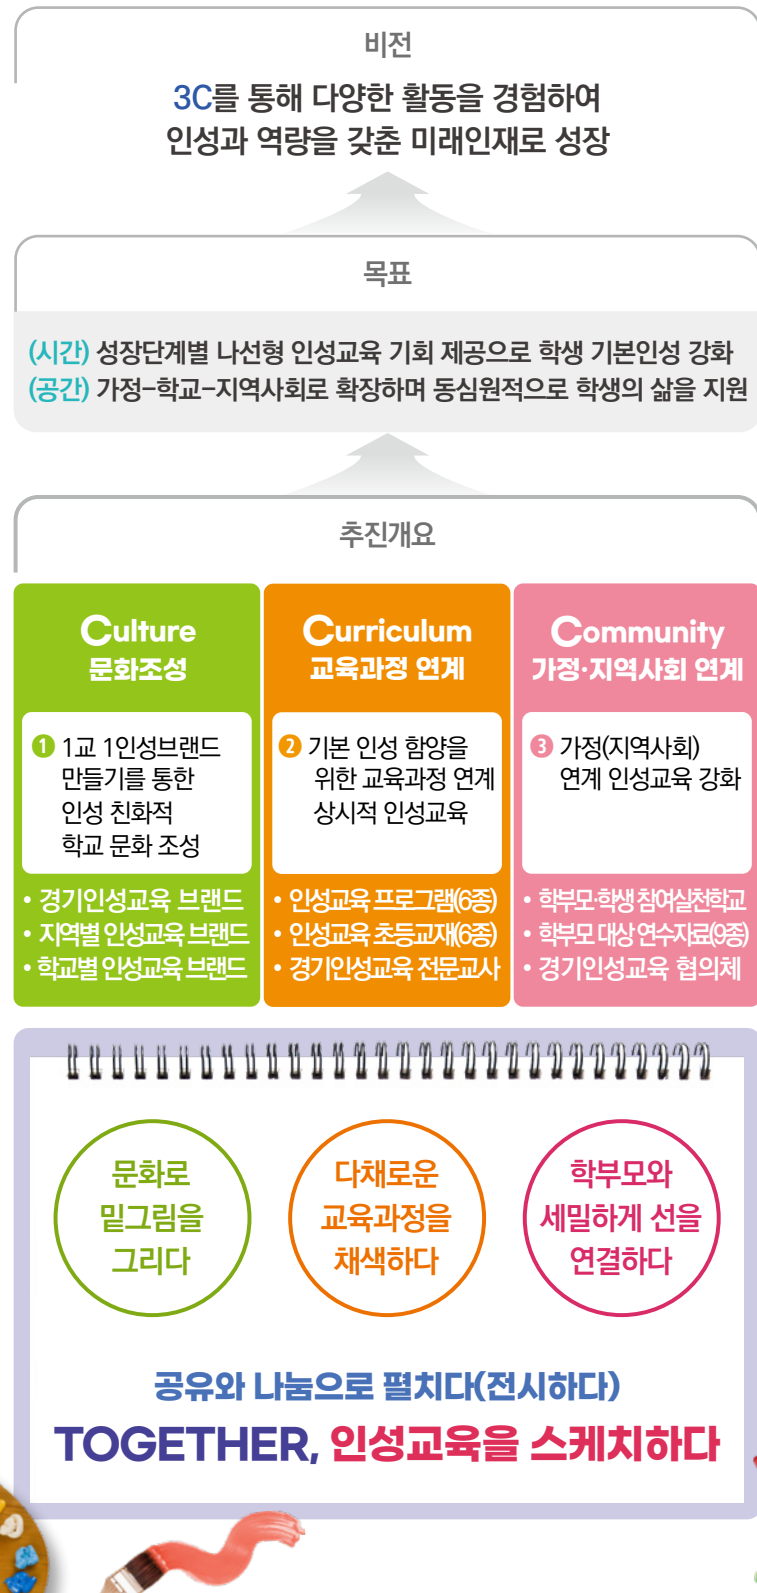 비전
3C를 통해 다양한 활동을 경험하여
인성과 역량을 갖춘 미래인재로 성장
목표
(시간) 성장단계별 나선형 인성교육 기회 제공으로 학생 기본인성 강화
(공간) 가정-학교-지역사회로 확장하며 동심원적으로 학생의 삶을 지원
추진개요
Culture
문화조성
❶ 1교 1인성브랜드
만들기를 통한
인성 친화적
학교 문화 조성
• 경기인성교육 브랜드
• 지역별 인성교육 브랜드
• 학교별 인성교육 브랜드
Curriculum
교육과정 연계
❷ 기본 인성 함양을
위한 교육과정 연계
상시적 인성교육
• 인성교육 프로그램(6종)
• 인성교육 초등교재(6종)
• 경기인성교육 전문교사
Community
가정·지역사회 연계
❸ 가정(지역사회)
연계 인성교육 강화
• 학부모·학생 참여실천학교
• 학부모 대상 연수자료(9종)
• 경기인성교육 협의체
문화로
밑그림을
그리다
다채로운
교육과정을
채색하다
학부모와
세밀하게 선을
연결하다
공유와 나눔으로 펼치다(전시하다)
TOGETHER, 인성교육을 스케치하다